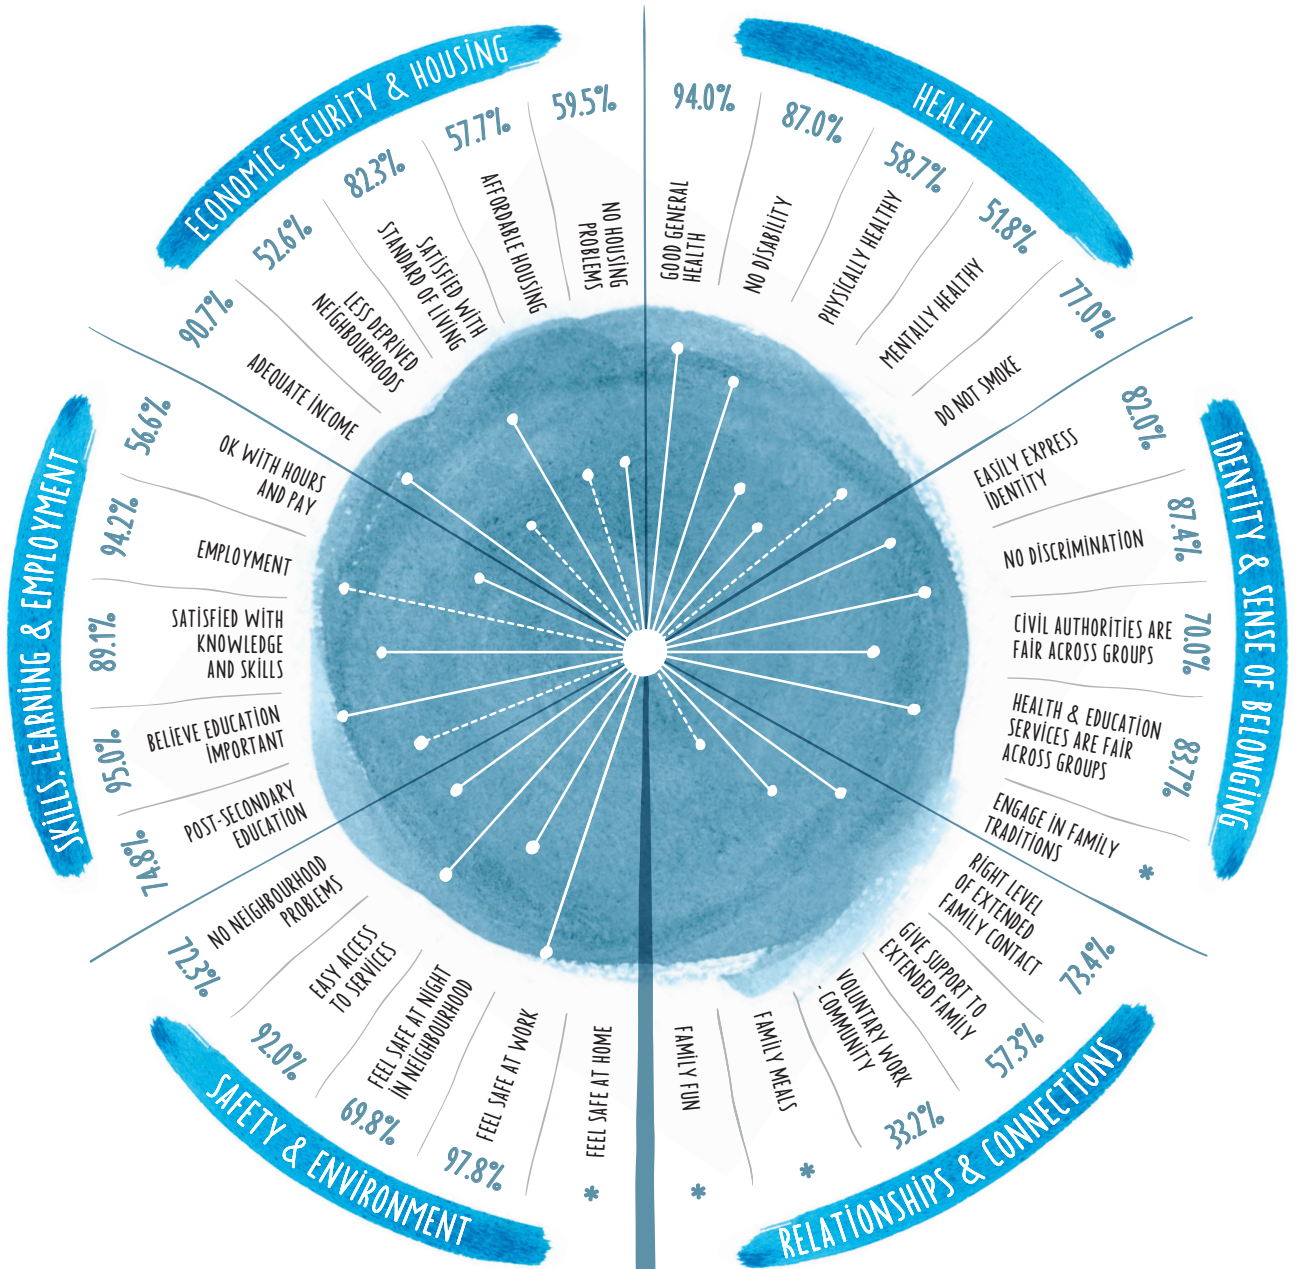 HEALTH
94.0%
GOOD GENERAL
HEALTH
87.0%
NO DISABILITY
58.7%
PHYSICALLY HEALTHY
51.8%
MENTALLY HEALTHY
77.0%
DO NOT SMOKE
IDENTITY & SENSE OF BELONGING
82.0%
EASILY EXPRESS
IDENTITY
87.4%
NO DISCRIMINATION
70.0%
CIVIL AUTHORITIES ARE
FAIR ACROSS GROUPS
83.7%
HEALTH & EDUCATION
SERVICES ARE FAIR
ACROSS GROUPS
*
ENGAGE IN FAMILY
TRADITIONS
RELATIONSHIPS & CONNECTIONS
73.4%
RIGHT LEVEL
OF EXTENDED
FAMILY CONTACT
57.3%
GIVE SUPPORT TO
EXTENDED FAMILY
33.2%
VOLUNTARY WORK
- COMMUNITY
*
FAMILY MEALS
*
FAMILY FUN
SAFETY & ENVIRONMENT
*
FEEL SAFE AT HOME
97.8%
FEEL SAFE AT WORK
69.8%
FEEL SAFE AT NIGHT
IN NEIGHBOURHOOD
92.0%
EASY ACCESS
TO SERVICES
72.3%
NO NEIGHBOURHOOD
PROBLEMS
SKILLS, LEARNING & EMPLOYMENT
74.8%
POST-SECONDARY
EDUCATION
95.0%
BELIEVE EDUCATION
IMPORTANT
89.1%
SATISFIED WITH
KNOWLEDGE
AND SKILLS
94.2%
EMPLOYMENT
56.6%
OK WITH HOURS
AND PAY
ECONOMIC SECURITY & HOUSING
90.7%
ADEQUATE INCOME
52.6%
LESS DEPRIVED
NEIGHBOURHOODS
82.3%
SATISFIED WITH
STANDARD OF LIVING
57.7%
AFFORDABLE HOUSING
59.5%
NO HOUSING
PROBLEMS